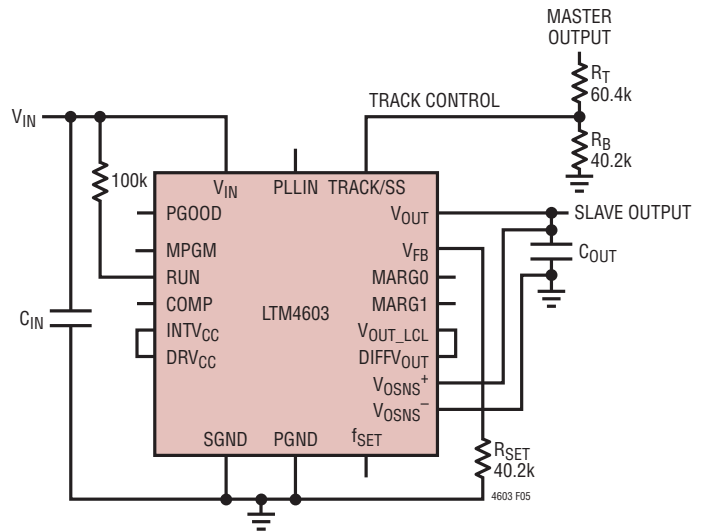 MASTER
OUTPUT
R_T
60.4k
TRACK CONTROL
R_B
40.2k
V_IN
100k
V_IN
PLLIN
TRACK/SS
PGOOD
V_OUT
SLAVE OUTPUT
MPGM
V_FB
C_OUT
RUN
MARG0
COMP
LTM4603
MARG1
C_IN
INTV_CC
V_OUT_LCL
DRV_CC
DIFFV_OUT
V_OSNS^+
V_OSNS^–
SGND
PGND
f_SET
R_SET
40.2k
4603 F05